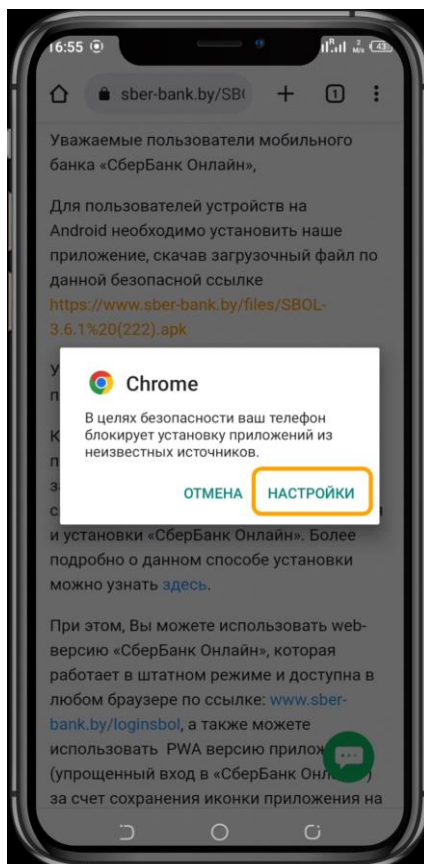 16:55
sber-bank.by/SB(
1
Уважаемые пользователи мобильного
банка «СберБанк Онлайн»,
Для пользователей устройств на
Android необходимо установить наше
приложение, скачав загрузочный файл по
данной безопасной ссылке
https://www.sber-bank.by/files/SBOL-
3.6.1%20(222).apk
Chrome
В целях безопасности ваш телефон
блокирует установку приложений из
неизвестных источников.
ОТМЕНА НАСТРОЙКИ
и установки «СберБанк Онлайн». Более
подробно о данном способе установки
можно узнать здесь.
При этом, Вы можете использовать web-
версию «СберБанк Онлайн», которая
работает в штатном режиме и доступна в
любом браузере по ссылке: www.sber-
bank.by/loginsbol, а также можете
использовать PWA версию прилож
(упрощенный вход в «СберБанк Онл
за счет сохранения иконки приложения на